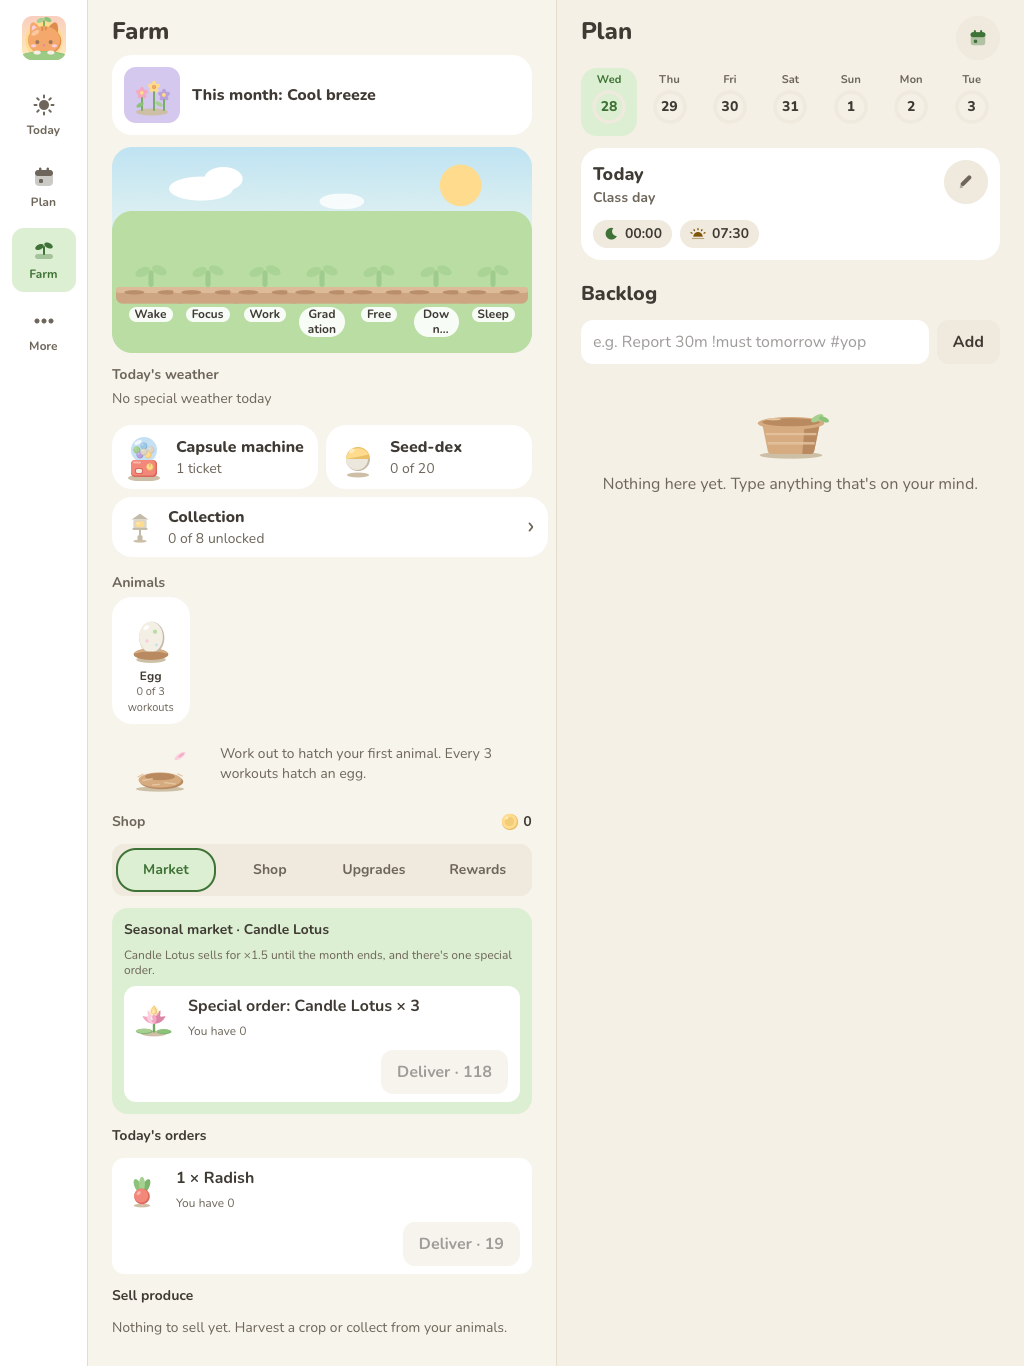 Today
Plan
Farm
More
Farm
This month: Cool breeze
Wake
Focus
Work
Grad
ation
Free
Dow
n...
Sleep
Today's weather
No special weather today
Capsule machine
1 ticket
Seed-dex
0 of 20
Collection
0 of 8 unlocked
Animals
Egg
0 of 3
workouts
Work out to hatch your first animal. Every 3
workouts hatch an egg.
Shop
0
Market
Shop
Upgrades
Rewards
Seasonal market · Candle Lotus
Candle Lotus sells for ×1.5 until the month ends, and there's one special
order.
Special order: Candle Lotus × 3
You have 0
Deliver · 118
Today's orders
1 × Radish
You have 0
Deliver · 19
Sell produce
Nothing to sell yet. Harvest a crop or collect from your animals.
Plan
Wed Thu Fri Sat Sun Mon Tue
28 29 30 31 1 2 3
Today
Class day
00:00
07:30
Backlog
e.g. Report 30m !must tomorrow #yop
Add
Nothing here yet. Type anything that's on your mind.